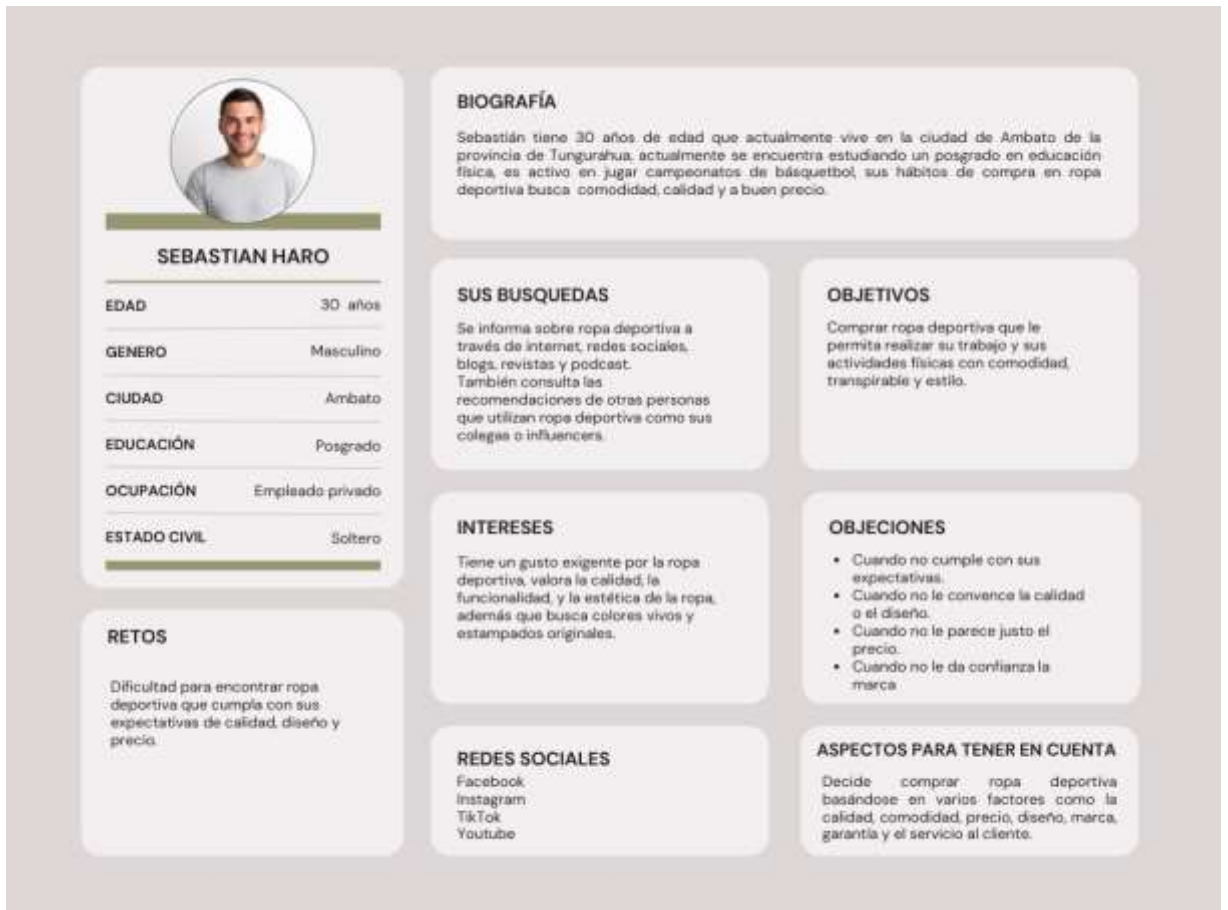 SEBASTIAN HARO
EDAD 30 años
GENERO Masculino
CIUDAD Ambato
EDUCACIÓN Posgrado
OCUPACIÓN Empleado privado
ESTADO CIVIL Soltero
RETOS
Dificultad para encontrar ropa
deportiva que cumpla con sus
expectativas de calidad, diseño y
precio.
BIOGRAFÍA
Sebastián tiene 30 años de edad que actualmente vive en la ciudad de Ambato de la
provincia de Tungurahua, actualmente se encuentra estudiando un posgrado en educación
física, es activo en jugar campeonatos de básquetbol, sus hábitos de compra en ropa
deportiva busca comodidad, calidad y a buen precio.
SUS BUSQUEDAS
Se informa sobre ropa deportiva a
través de internet, redes sociales,
blogs, revistas y podcast.
También consulta las
recomendaciones de otras personas
que utilizan ropa deportiva como sus
colegas o influencers.
OBJETIVOS
Comprar ropa deportiva que le
permita realizar su trabajo y sus
actividades físicas con comodidad,
transpirable y estilo.
INTERESES
Tiene un gusto exigente por la ropa
deportiva, valora la calidad, la
funcionalidad, y la estética de la ropa,
además que busca colores vivos y
estampados originales.
OBJECIONES
• Cuando no cumple con sus
expectativas.
• Cuando no le convence la calidad
o el diseño.
• Cuando no le parece justo el
precio.
• Cuando no le da confianza la
marca
REDES SOCIALES
Facebook
Instagram
TikTok
Youtube
ASPECTOS PARA TENER EN CUENTA
Decide comprar ropa deportiva
basándose en varios factores como la
calidad, comodidad, precio, diseño, marca,
garantía y el servicio al cliente.